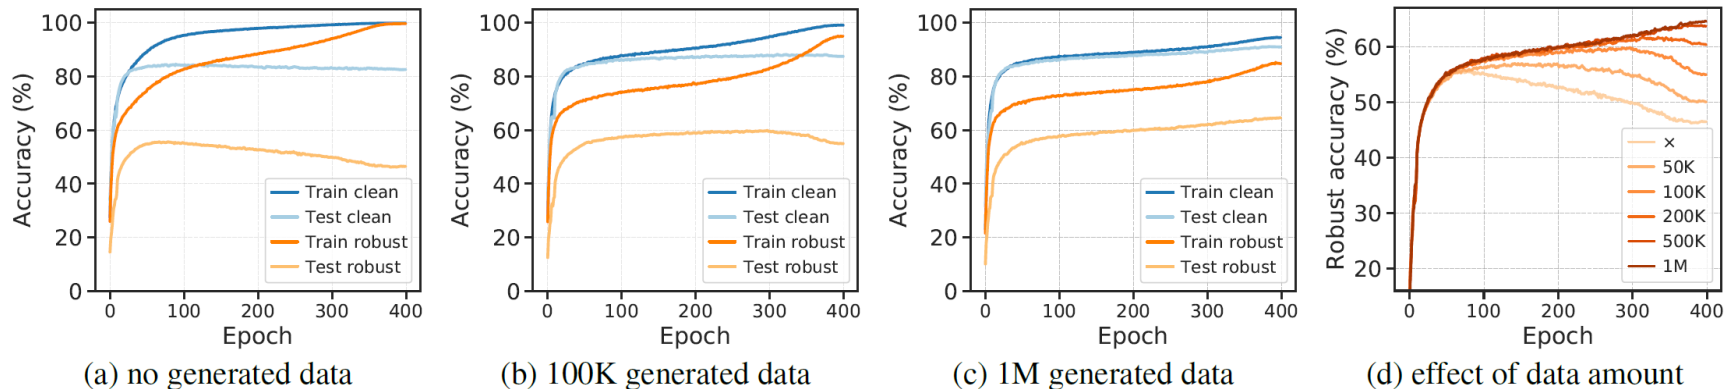 Accuracy (%)
100
80
60
40
20
0
0 100 200 300 400
Epoch
Train clean
Test clean
Train robust
Test robust
(a) no generated data
Accuracy (%)
100
80
60
40
20
0
0 100 200 300 400
Epoch
Train clean
Test clean
Train robust
Test robust
(b) 100K generated data
Accuracy (%)
100
80
60
40
20
0
0 100 200 300 400
Epoch
Train clean
Test clean
Train robust
Test robust
(c) 1M generated data
Robust accuracy (%)
60
50
40
30
20
0 100 200 300 400
Epoch
×
50K
100K
200K
500K
1M
(d) effect of data amount